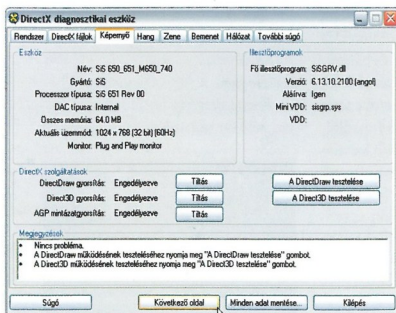 DirectX diagnosztikai eszköz
Rendszer DirectX fájlok Képernyő Hang Zene Bemenet Hálózat További súgó
Eszköz
Név: SiS 650_651_M650_740
Gyártó: SiS
Processzor típusa: SiS 651 Rev 00
DAC típusa: Internal
Összes memória: 64.0 MB
Aktuális üzemmód: 1024 x 768 (32 bit) (60Hz)
Monitor: Plug and Play monitor
Illesztőprogramok
Fő illesztőprogram: SiSGRV.dll
Verzió: 6.13.10.2100 (angol)
Aláírva: Igen
Mini VDD: sisgrp.sys
VDD:
DirectX szolgáltatások
DirectDraw gyorsítás: Engedélyezve Tiltás A DirectDraw tesztelése
Direct3D gyorsítás: Engedélyezve Tiltás A Direct3D tesztelése
AGP mintázatgyorsítás: Engedélyezve Tiltás
Megjegyzések
Nincs probléma.
A DirectDraw működésének teszteléséhez nyomja meg "A DirectDraw tesztelése" gombot.
A Direct3D működésének teszteléséhez nyomja meg "A Direct3D tesztelése" gombot.
Súgó Következő oldal Minden adat mentése... Kilépés